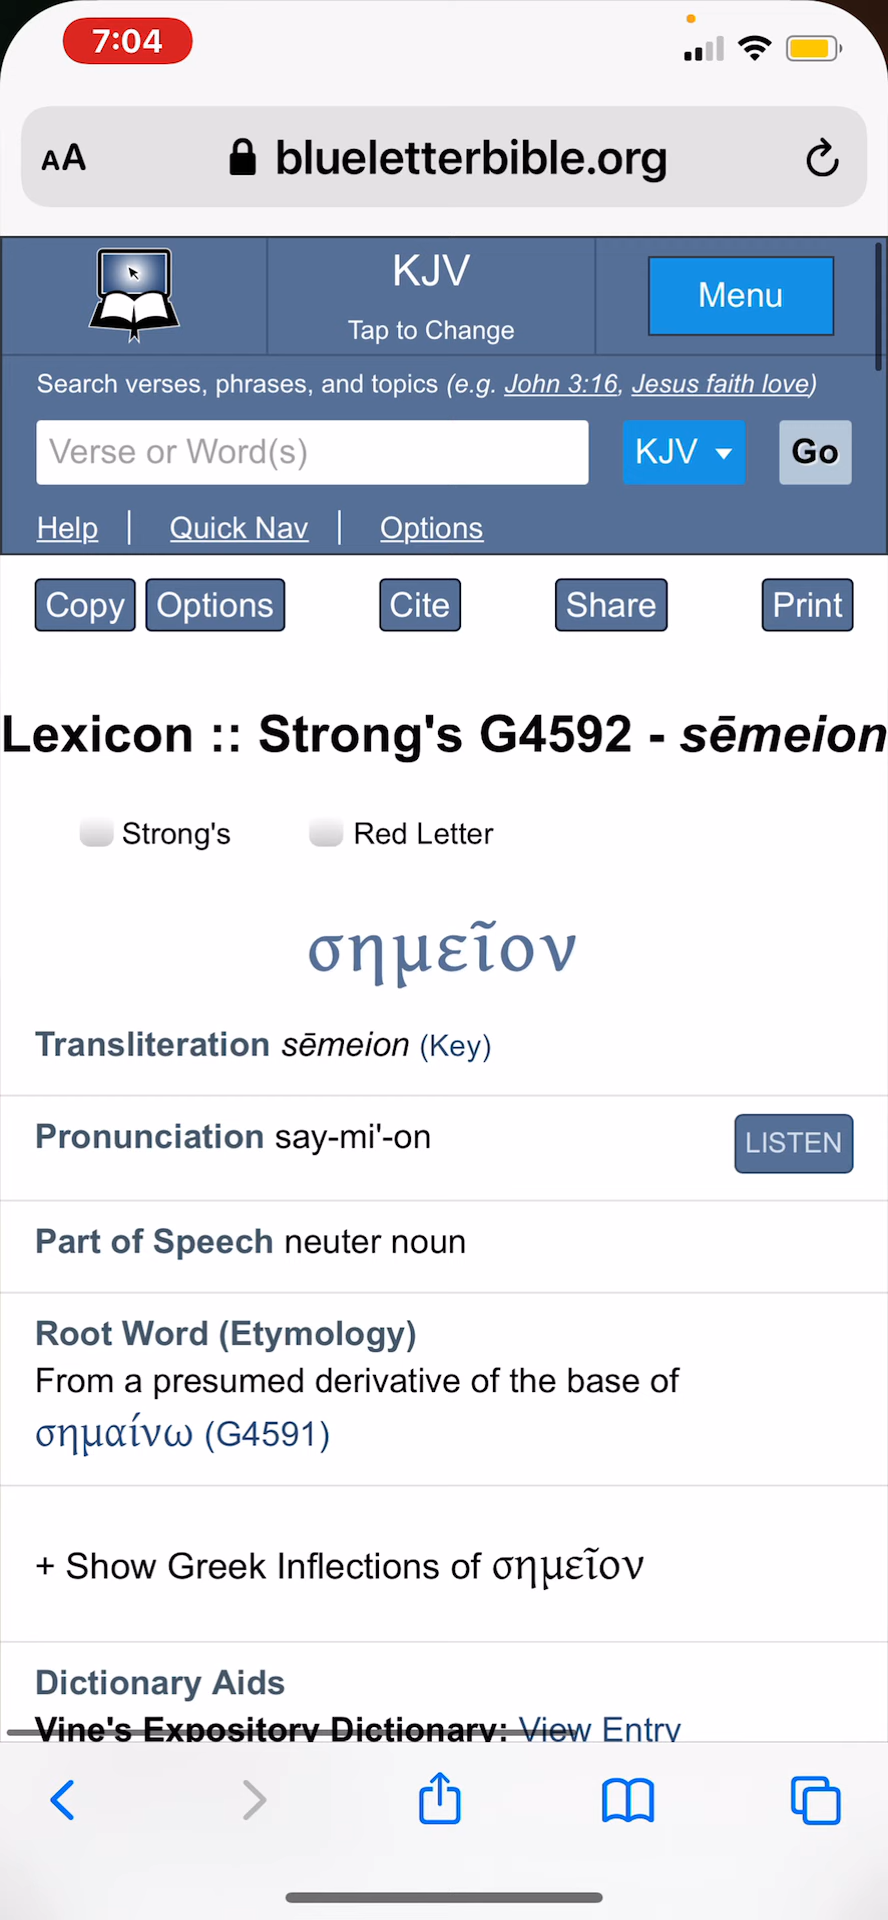 7:04
AA blueletterbible.org
KJV
Tap to Change
Menu
Search verses, phrases, and topics (e.g. John 3:16, Jesus faith love)
Verse or Word(s) KJV Go
Help | Quick Nav | Options
Copy Options Cite Share Print
Lexicon :: Strong's G4592 - sēmeion
Strong's Red Letter
σημεῖον
Transliteration sēmeion (Key)
Pronunciation say-mi'-on LISTEN
Part of Speech neuter noun
Root Word (Etymology)
From a presumed derivative of the base of
σημαίνω (G4591)
+ Show Greek Inflections of σημεῖον
Dictionary Aids
Vine's Expository Dictionary: View Entry